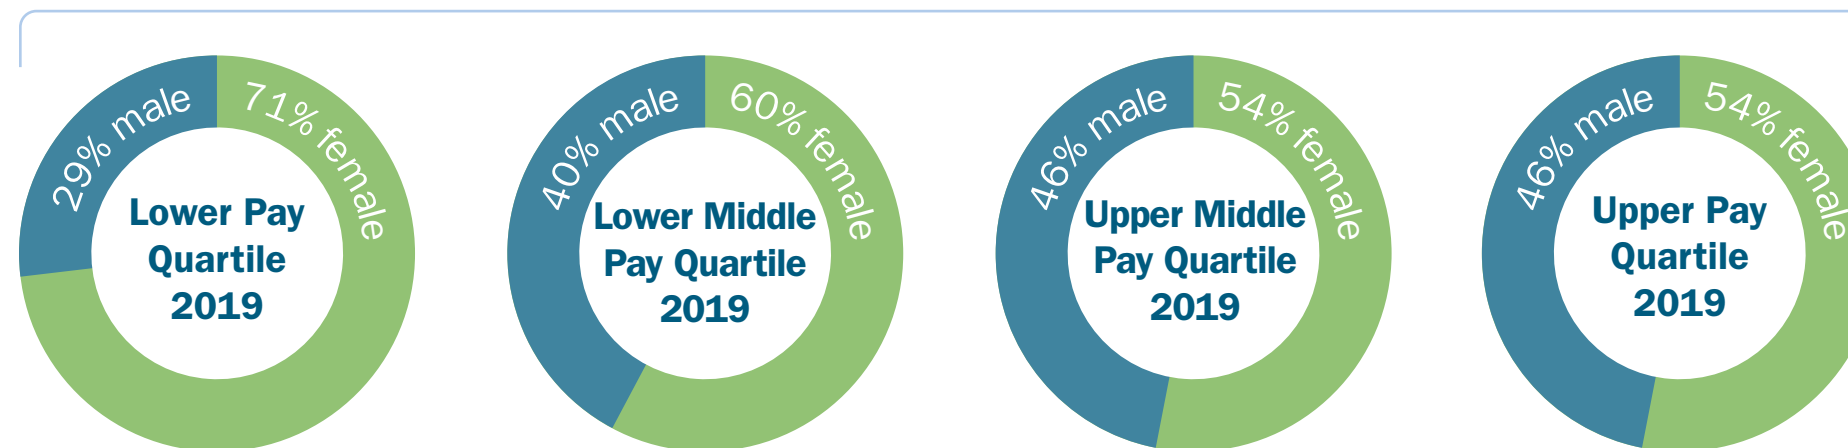 29% male
71% female
Lower Pay
Quartile
2019
40% male
60% female
Lower Middle
Pay Quartile
2019
46% male
54% female
Upper Middle
Pay Quartile
2019
46% male
54% female
Upper Pay
Quartile
2019